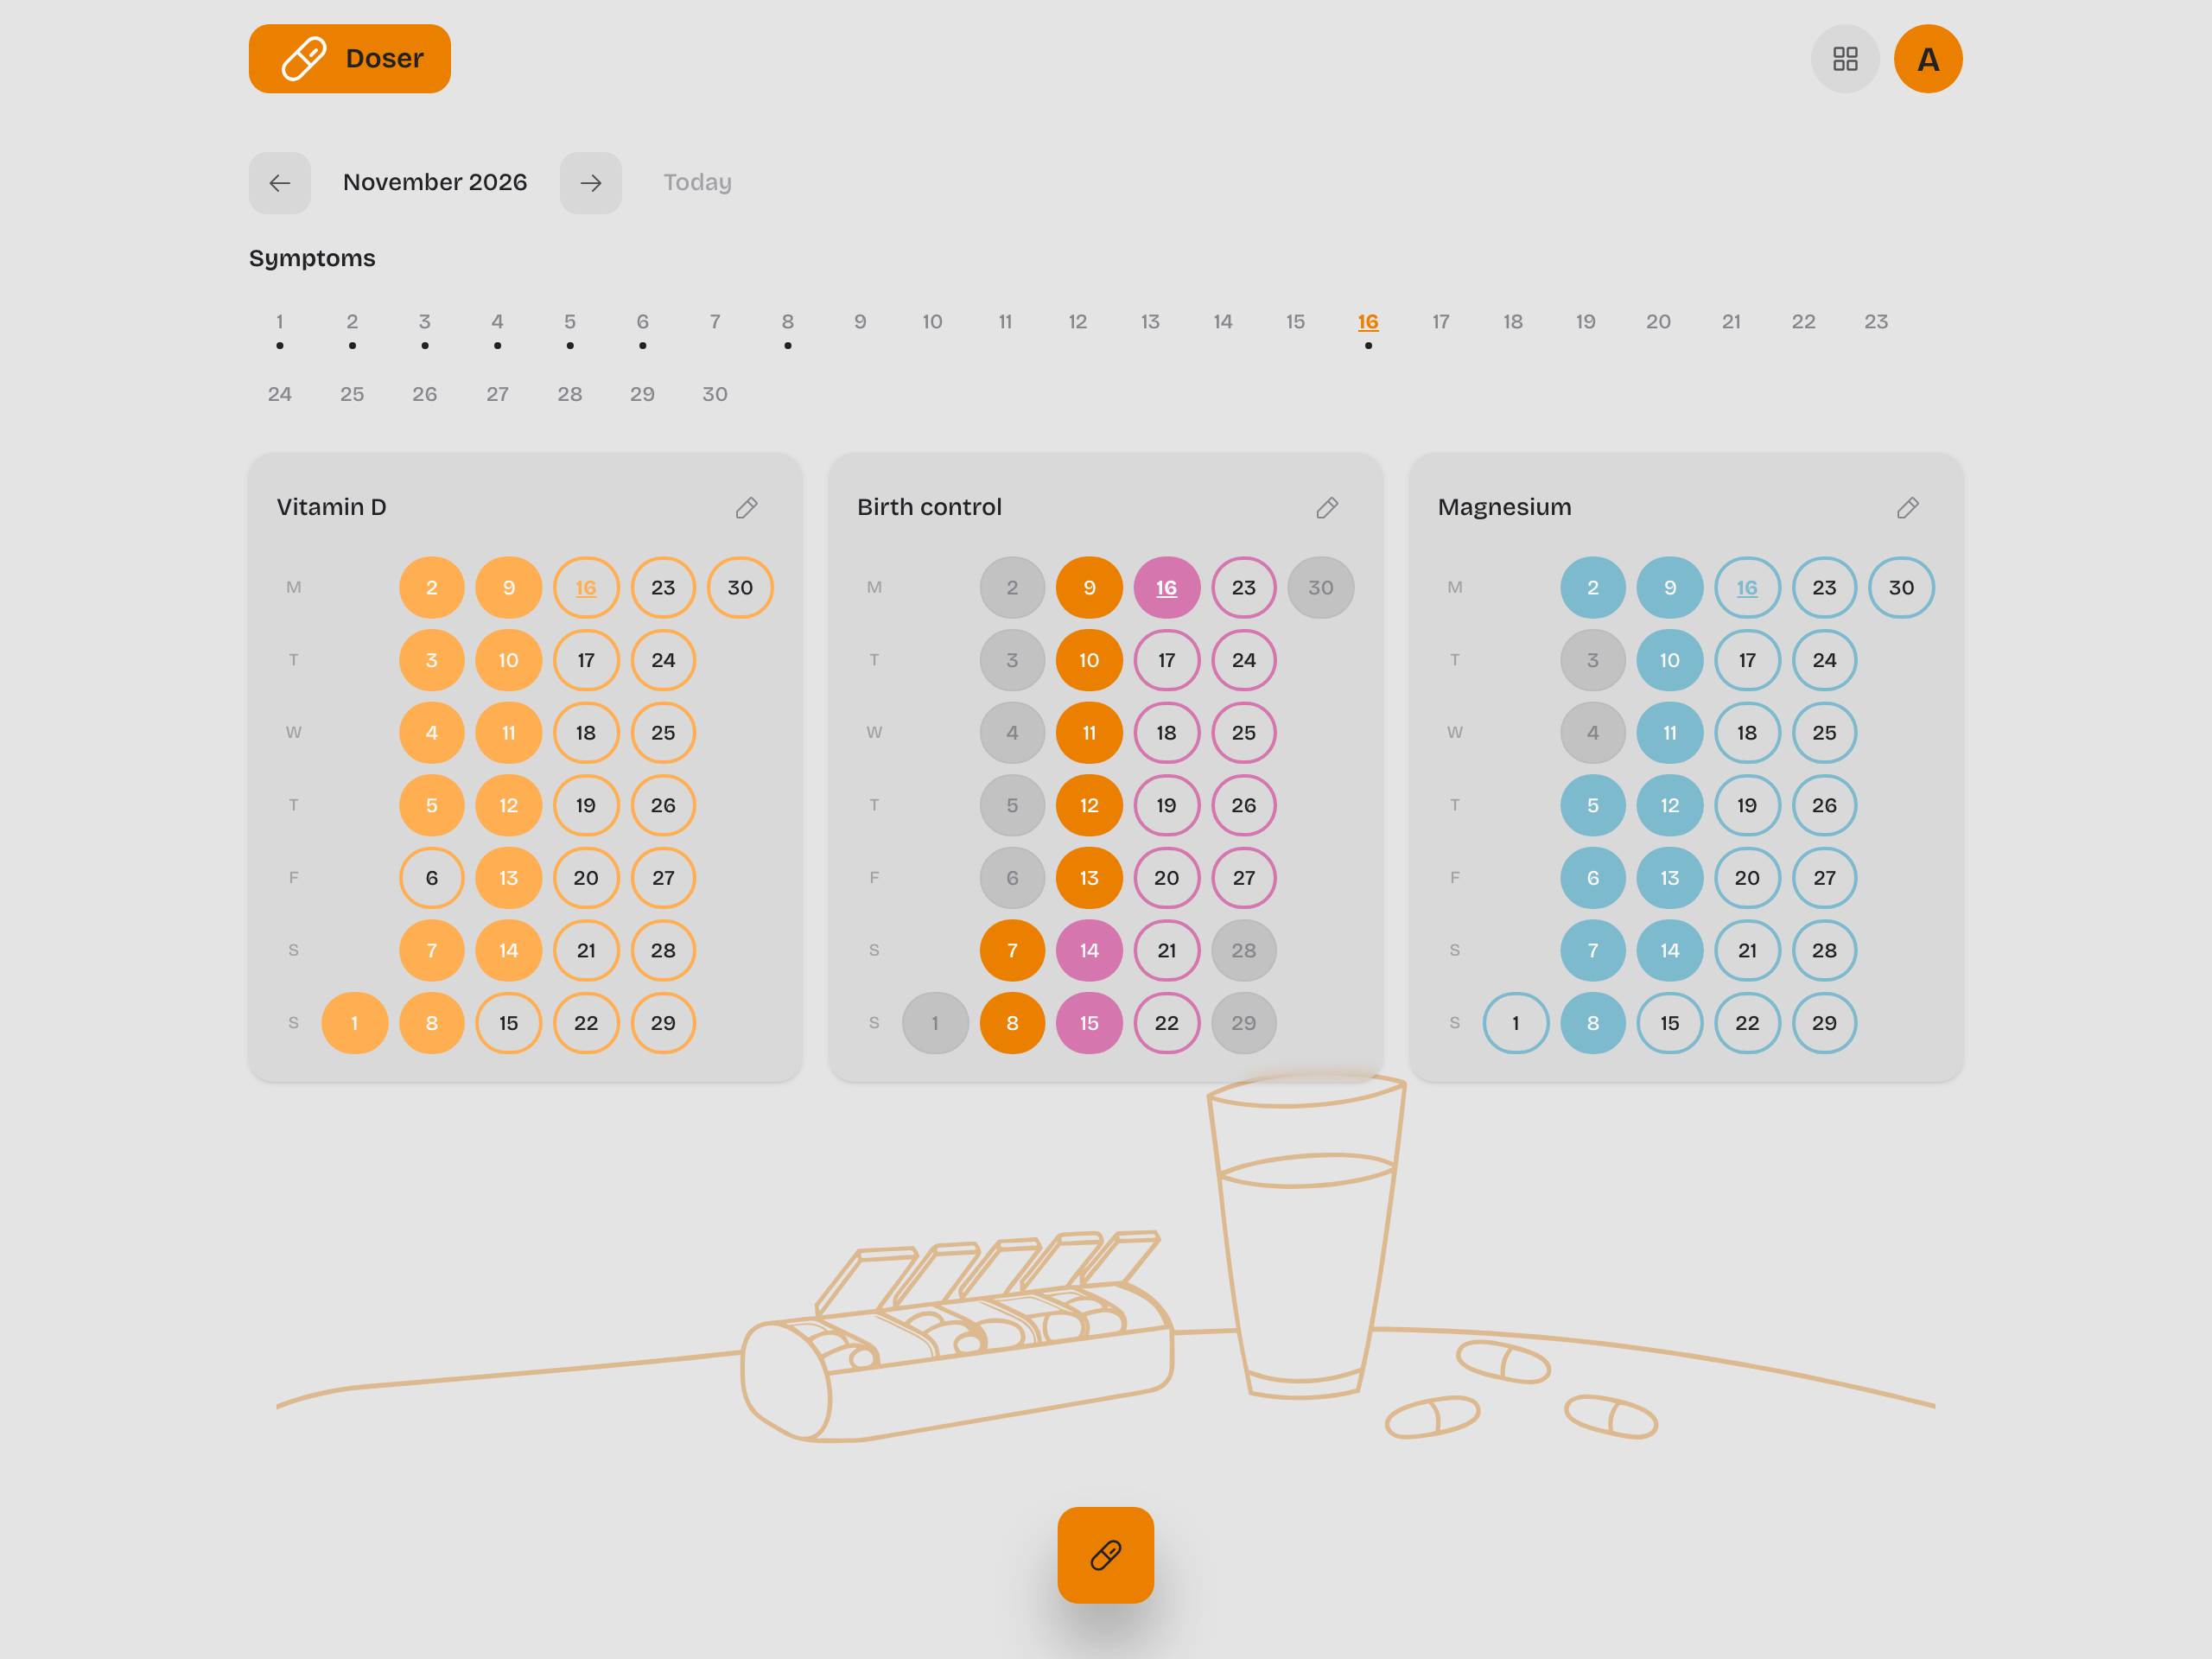 Doser
A
November 2026
Today
Symptoms
1 2 3 4 5 6 7 8 9 10 11 12 13 14 15 16 17 18 19 20 21 22 23
24 25 26 27 28 29 30
Vitamin D
M 2 9 16 23 30
T 3 10 17 24
W 4 11 18 25
T 5 12 19 26
F 6 13 20 27
S 7 14 21 28
S 1 8 15 22 29
Birth control
M 2 9 16 23 30
T 3 10 17 24
W 4 11 18 25
T 5 12 19 26
F 6 13 20 27
S 7 14 21 28
S 1 8 15 22 29
Magnesium
M 2 9 16 23 30
T 3 10 17 24
W 4 11 18 25
T 5 12 19 26
F 6 13 20 27
S 7 14 21 28
S 1 8 15 22 29